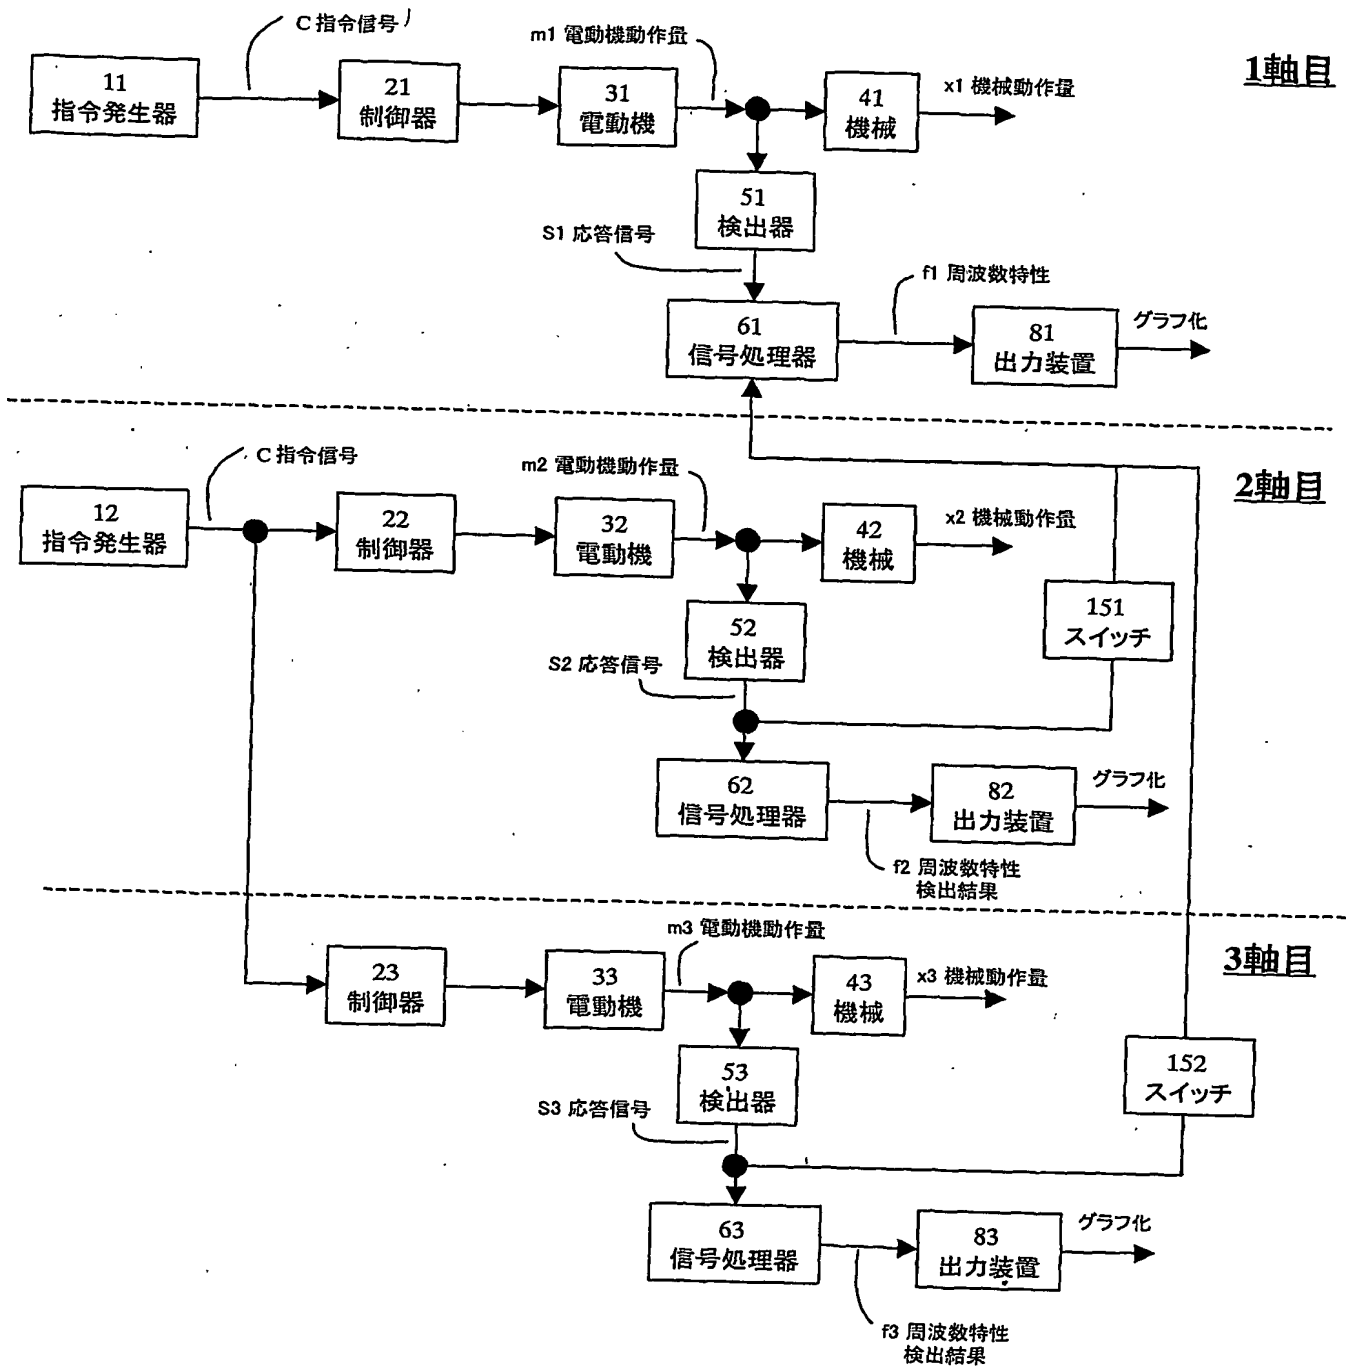 C 指令信号
m1 電動機動作量
1軸目
11
指令発生器
21
制御器
31
電動機
41
機械
x1 機械動作量
51
検出器
S1 応答信号
f1 周波数特性
61
信号処理器
81
出力装置
グラフ化
C 指令信号
m2 電動機動作量
2軸目
12
指令発生器
22
制御器
32
電動機
42
機械
x2 機械動作量
151
スイッチ
52
検出器
S2 応答信号
62
信号処理器
82
出力装置
グラフ化
f2 周波数特性
検出結果
m3 電動機動作量
3軸目
23
制御器
33
電動機
43
機械
x3 機械動作量
152
スイッチ
53
検出器
S3 応答信号
63
信号処理器
83
出力装置
グラフ化
f3 周波数特性
検出結果